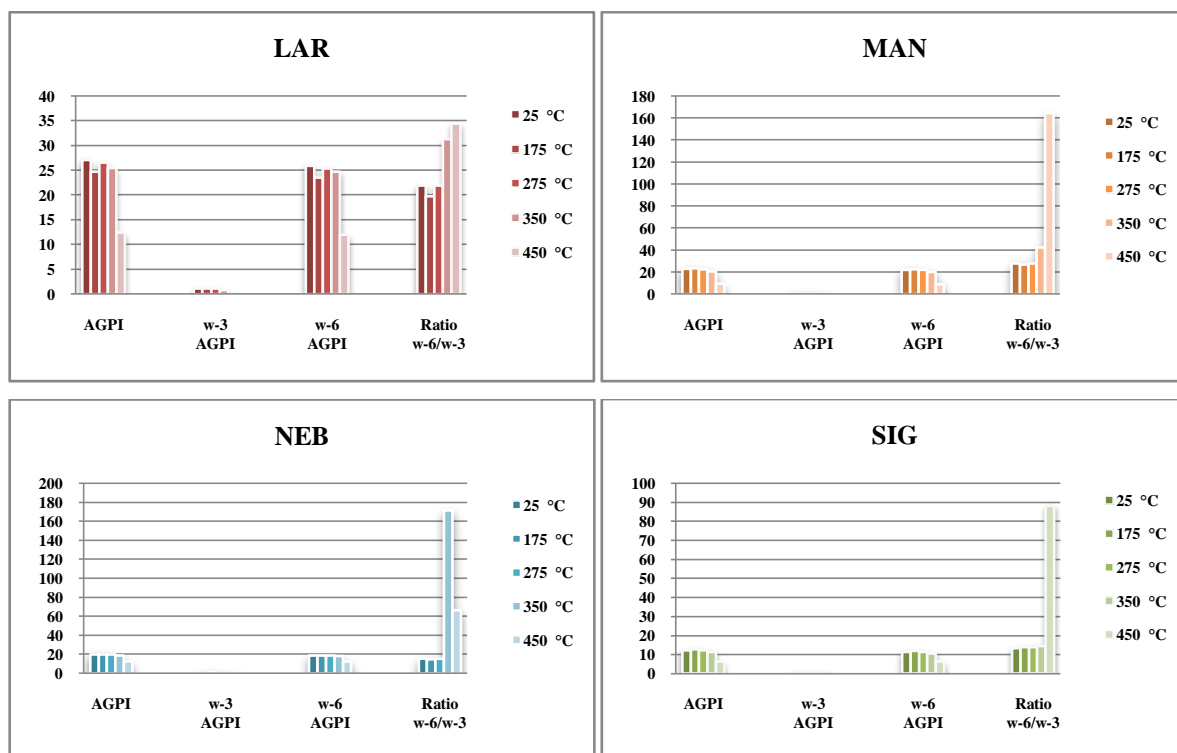 LAR
40
35
30
25
20
15
10
5
0
AGPI
w-3
AGPI
w-6
AGPI
Ratio
w-6/w-3
25 °C
175 °C
275 °C
350 °C
450 °C
MAN
180
160
140
120
100
80
60
40
20
0
AGPI
w-3
AGPI
w-6
AGPI
Ratio
w-6/w-3
25 °C
175 °C
275 °C
350 °C
450 °C
NEB
200
180
160
140
120
100
80
60
40
20
0
AGPI
w-3
AGPI
w-6
AGPI
Ratio
w-6/w-3
25 °C
175 °C
275 °C
350 °C
450 °C
SIG
100
90
80
70
60
50
40
30
20
10
0
AGPI
w-3
AGPI
w-6
AGPI
Ratio
w-6/w-3
25 °C
175 °C
275 °C
350 °C
450 °C